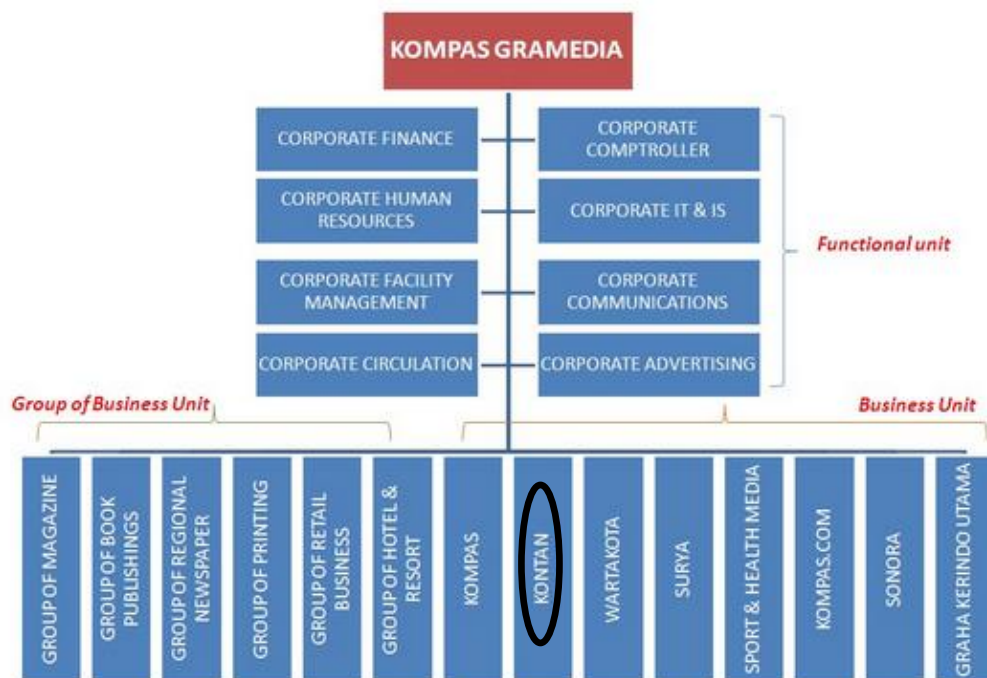 KOMPAS GRAMEDIA
CORPORATE FINANCE
CORPORATE
COMPTROLLER
CORPORATE HUMAN
RESOURCES
CORPORATE IT & IS
Functional unit
CORPORATE FACILITY
MANAGEMENT
CORPORATE
COMMUNICATIONS
CORPORATE CIRCULATION
CORPORATE ADVERTISING
Group of Business Unit
Business Unit
GROUP OF MAGAZINE
GROUP OF BOOK
PUBLISHINGS
GROUP OF REGIONAL
NEWSPAPER
GROUP OF PRINTING
GROUP OF RETAIL
BUSINESS
GROUP OF HOTEL &
RESORT
KOMPAS
KONTAN
WARTAKOTA
SURYA
SPORT & HEALTH MEDIA
KOMPAS.COM
SONORA
GRAHA KERINDO UTAMA